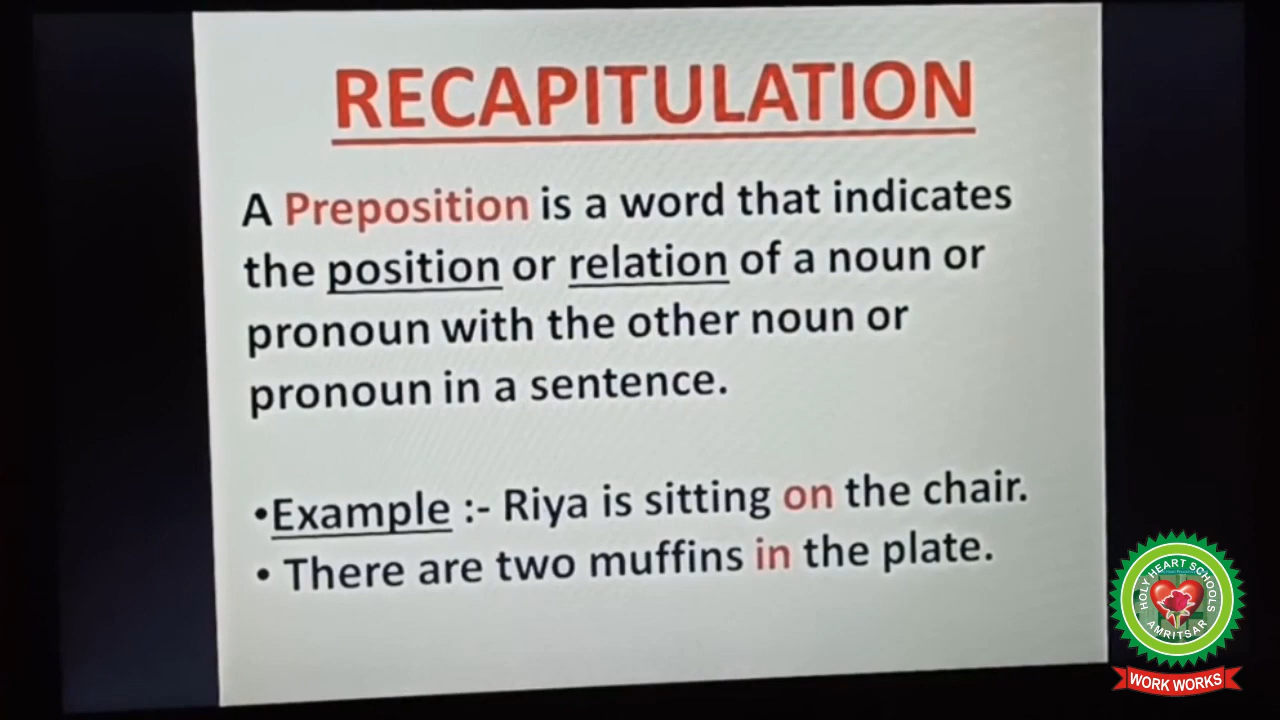 RECAPITULATION
A Preposition is a word that indicates
the position or relation of a noun or
pronoun with the other noun or
pronoun in a sentence.
•Example :- Riya is sitting on the chair.
• There are two muffins in the plate.
HOLY HEART SCHOOLS
AMRITSAR
WORK WORKS